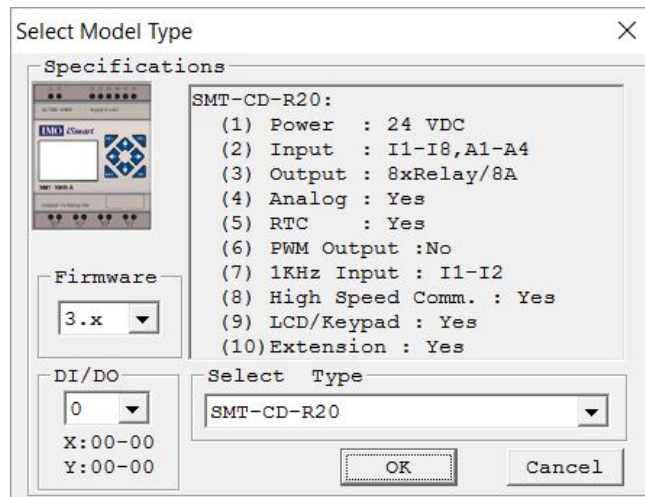 Select Model Type
Specifications
IMO iSmart
SMT-CD-R20:
(1) Power : 24 VDC
(2) Input : I1-I8,A1-A4
(3) Output : 8xRelay/8A
(4) Analog : Yes
(5) RTC : Yes
(6) PWM Output :No
(7) 1KHz Input : I1-I2
(8) High Speed Comm. : Yes
(9) LCD/Keypad : Yes
(10)Extension : Yes
Firmware
3.x
DI/DO
0
X:00-00
Y:00-00
Select Type
SMT-CD-R20
OK
Cancel